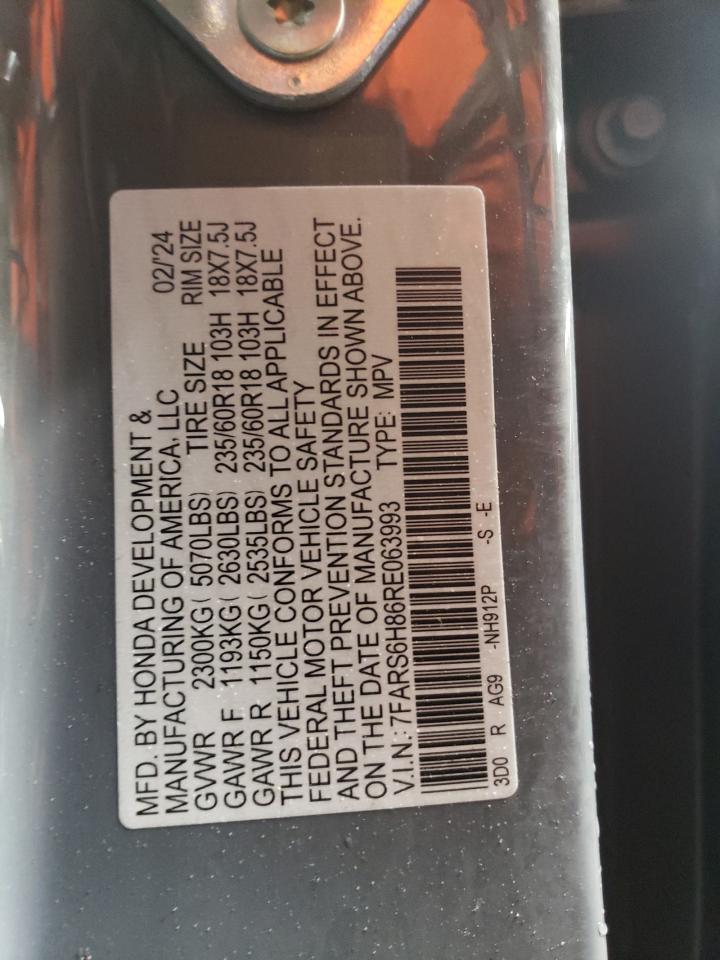 MFD. BY HONDA DEVELOPMENT &
MANUFACTURING OF AMERICA, LLC 02/'24
GVWR 2300KG( 5070LBS) TIRE SIZE RIM SIZE
GAWR F 1193KG( 2630LBS) 235/60R18 103H 18X7.5J
GAWR R 1150KG( 2535LBS) 235/60R18 103H 18X7.5J
THIS VEHICLE CONFORMS TO ALL APPLICABLE
FEDERAL MOTOR VEHICLE SAFETY
AND THEFT PREVENTION STANDARDS IN EFFECT
ON THE DATE OF MANUFACTURE SHOWN ABOVE.
V.I.N.: 7FARS6H86RE063993 TYPE: MPV
3D0 R AG9 -NH912P -S -E